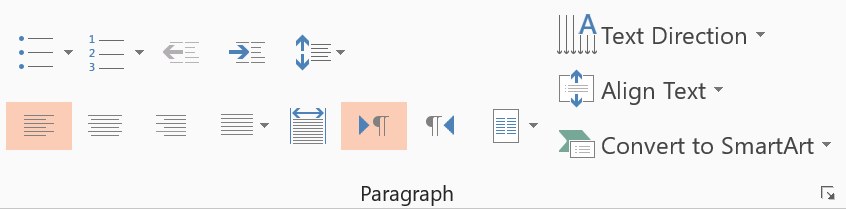 Text Direction
Align Text
Convert to SmartArt
Paragraph